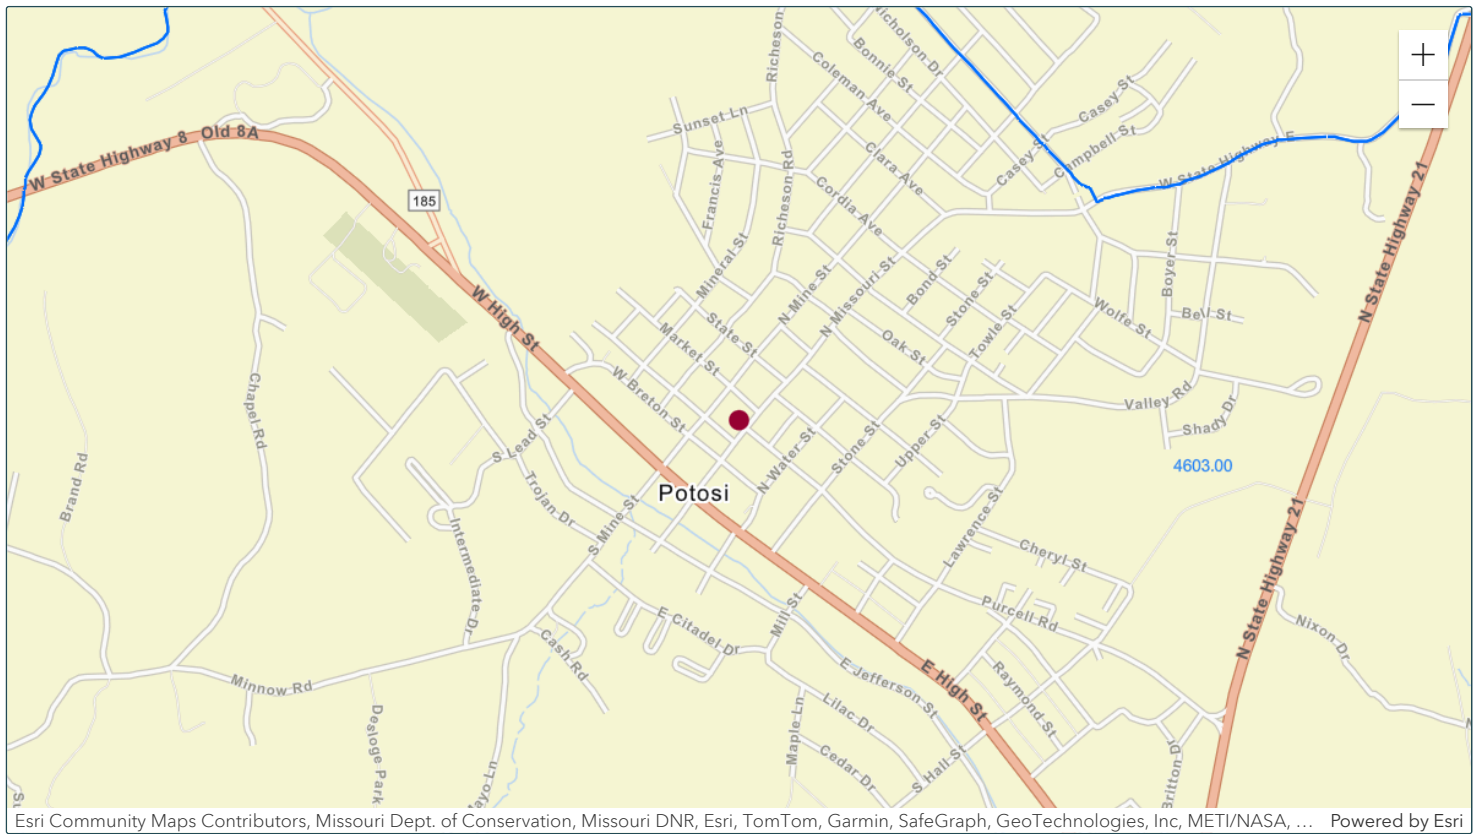 Richeson
Nicholson Dr
Bonnie St
Coleman Ave
Casey St
Sunset Ln
W State Highway 8
Old 8A
Campbell St
W State Highway E
Francis Ave
Clara Ave
Casey St
Richeson Rd
Cordia Ave
185
N State Highway 21
Mineral St
Boyer St
N Mine St
N Missouri St
Bond St
Stone St
W High St
State St
Market St
Oak St
Towle St
Wolfe St
Bell St
W Breton St
Valley Rd
Shady Dr
Chapel Rd
S Lead St
Upper St
Stone St
N Water St
4603.00
Brand Rd
Trojan Dr
Potosi
S Mine St
Lawrence St
N State Highway 21
Intermediate Dr
Cheryl St
Purcell Rd
Mill St
E Citadel Dr
Cash Rd
Nixon Dr
Minnow Rd
E Jefferson St
E High St
Raymond St
Desloge Park
Maple Ln
Lilac Dr
Cedar Dr
S Hall St
Britton Dr
ayo Ln
Esri Community Maps Contributors, Missouri Dept. of Conservation, Missouri DNR, Esri, TomTom, Garmin, SafeGraph, GeoTechnologies, Inc, METI/NASA, ...
Powered by Esri